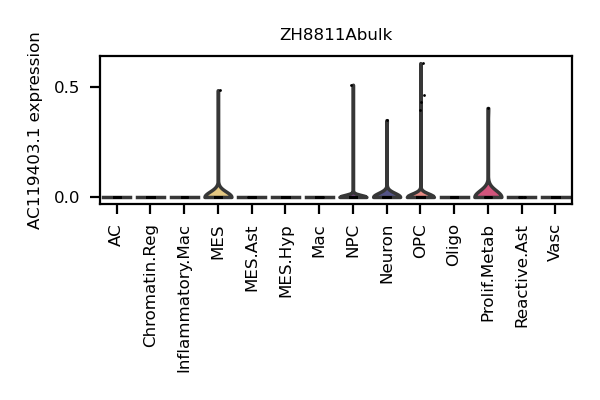 ZH8811Abulk
AC119403.1 expression
0.5
0.0
AC
Chromatin.Reg
Inflammatory.Mac
MES
MES.Ast
MES.Hyp
Mac
NPC
Neuron
OPC
Oligo
Prolif.Metab
Reactive.Ast
Vasc